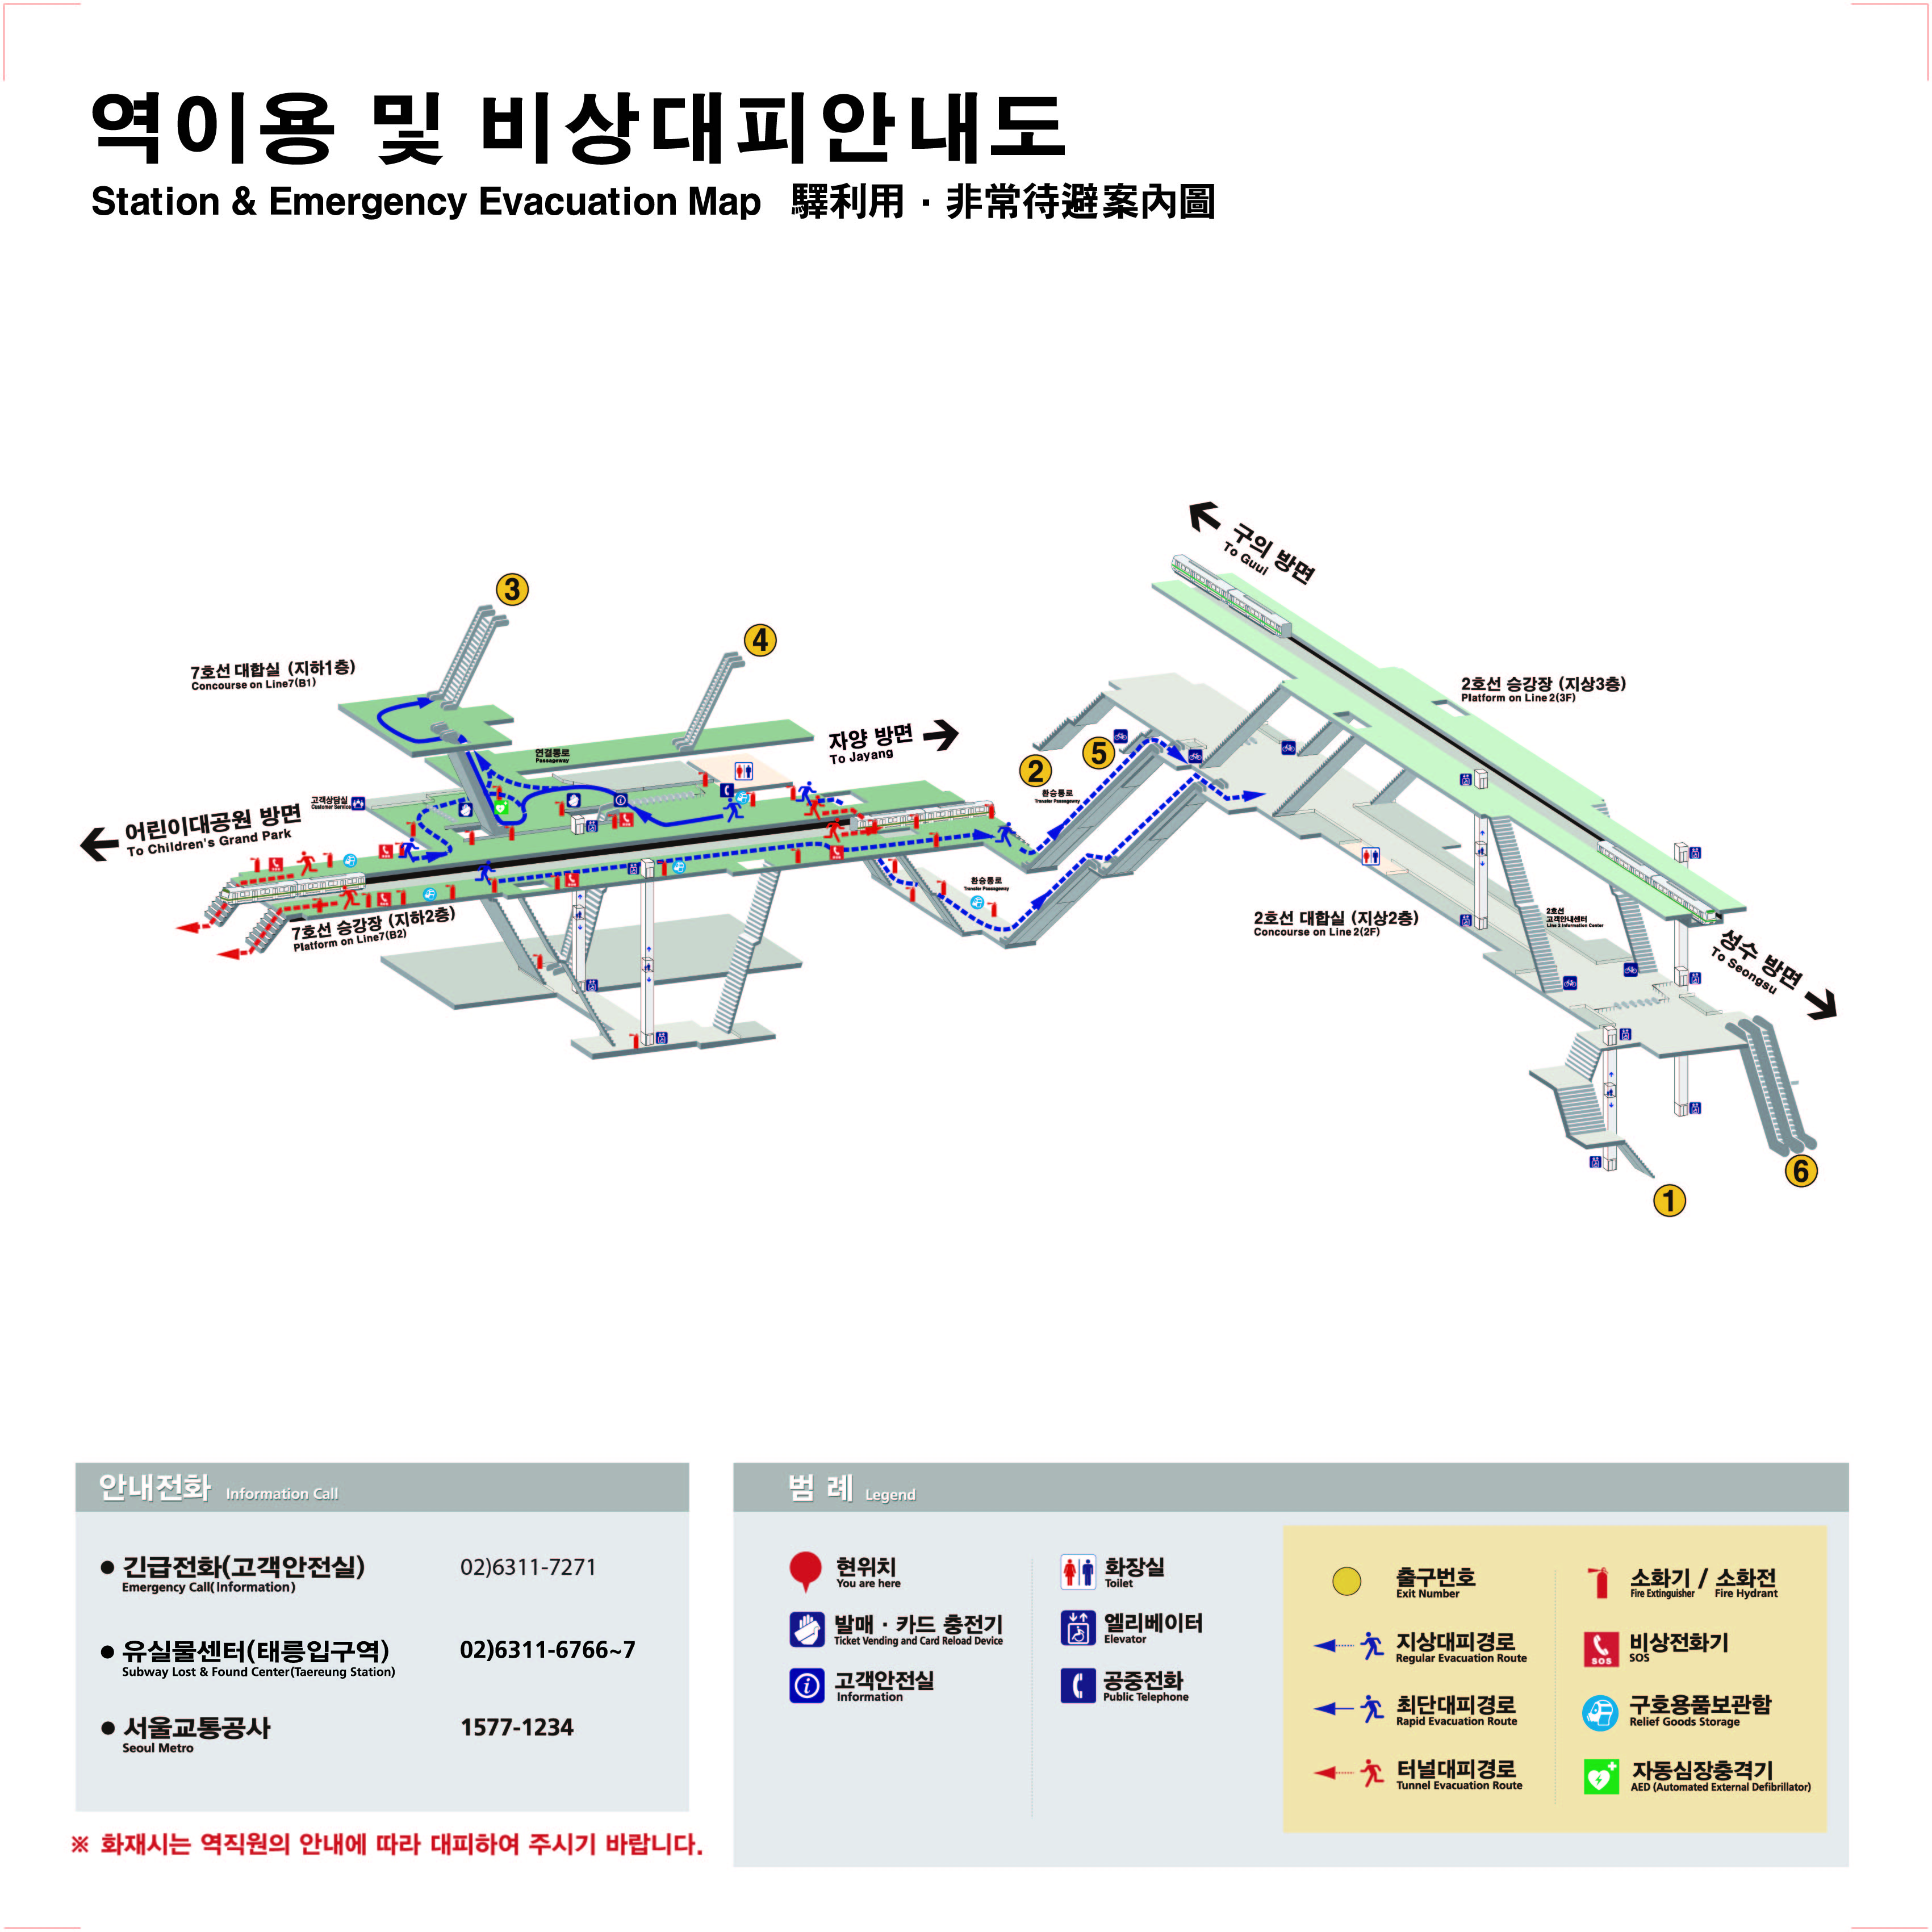 역이용 및 비상대피안내도
Station & Emergency Evacuation Map 驛利用 · 非常待避案內圖
구의 방면
To Guui
3
4
7호선 대합실 (지하1층)
Concourse on Line7(B1)
2호선 승강장 (지상3층)
Platform on Line2(3F)
자양 방면
To Jayang
연결통로
Passageway
5
2
환승통로
Transfer Passageway
고객상담실
Customer Service
어린이대공원 방면
To Children's Grand Park
환승통로
Transfer Passageway
7호선 승강장 (지하2층)
Platform on Line7(B2)
2호선 대합실 (지상2층)
Concourse on Line2(2F)
2호선
고객안내센터
Line 2 Information Center
성수 방면
To Seongsu
6
1
안내전화 Information Call
● 긴급전화(고객안전실) 02)6311-7271
Emergency Call(Information)
● 유실물센터(태릉입구역) 02)6311-6766~7
Subway Lost & Found Center(Taereung Station)
● 서울교통공사 1577-1234
Seoul Metro
※ 화재시는 역직원의 안내에 따라 대피하여 주시기 바랍니다.
범 례 Legend
현위치
You are here
발매 · 카드 충전기
Ticket Vending and Card Reload Device
고객안전실
Information
화장실
Toilet
엘리베이터
Elevator
공중전화
Public Telephone
출구번호
Exit Number
지상대피경로
Regular Evacuation Route
최단대피경로
Rapid Evacuation Route
터널대피경로
Tunnel Evacuation Route
소화기 / 소화전
Fire Extinguisher / Fire Hydrant
SOS
비상전화기
SOS
구호용품보관함
Relief Goods Storage
자동심장충격기
AED (Automated External Defibrillator)